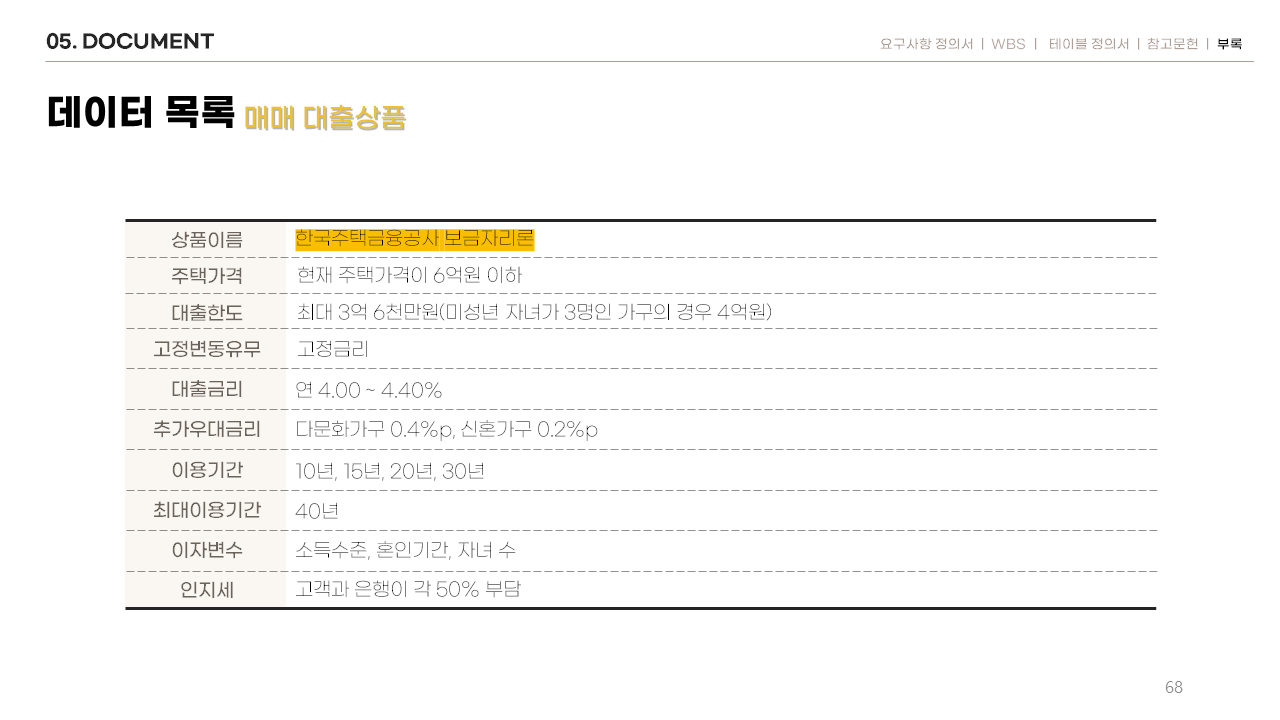 05. DOCUMENT
요구사항 정의서 | WBS | 테이블 정의서 | 참고문헌 | 부록
데이터 목록 매매 대출상품
상품이름 한국주택금융공사 보금자리론
주택가격 현재 주택가격이 6억원 이하
대출한도 최대 3억 6천만원(미성년 자녀가 3명인 가구의 경우 4억원)
고정변동유무 고정금리
대출금리 연 4.00 ~ 4.40%
추가우대금리 다문화가구 0.4%p, 신혼가구 0.2%p
이용기간 10년, 15년, 20년, 30년
최대이용기간 40년
이자변수 소득수준, 혼인기간, 자녀 수
인지세 고객과 은행이 각 50% 부담
68